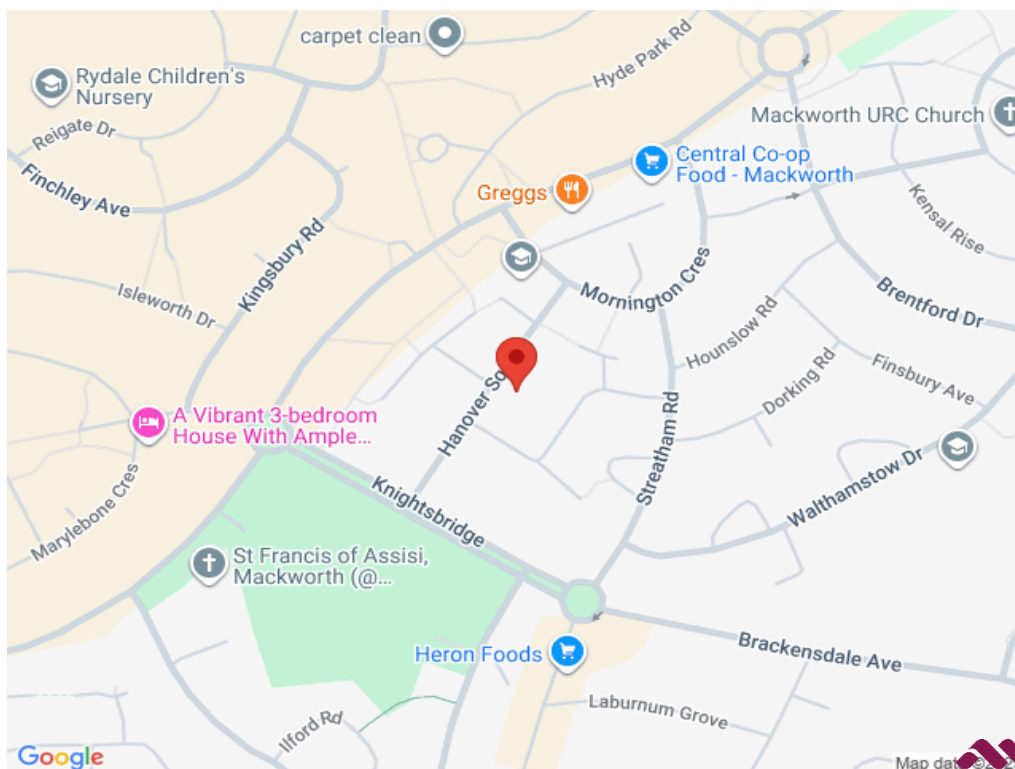 carpet clean
Hyde Park Rd
Rydale Children's
Nursery
Mackworth URC Church
Reigate Dr
Central Co-op
Food - Mackworth
Finchley Ave
Greggs
Kensal Rise
Kingsbury Rd
Isleworth Dr
Mornington Cres
Brentford Dr
Hounslow Rd
Finsbury Ave
Dorking Rd
Hanover Sq
A Vibrant 3-bedroom
House With Ample...
Streatham Rd
Marylebone Cres
Knightsbridge
Walthamstow Dr
St Francis of Assisi,
Mackworth (@
...
Heron Foods
Brackensdale Ave
Laburnum Grove
Ilford Rd
Google
Map